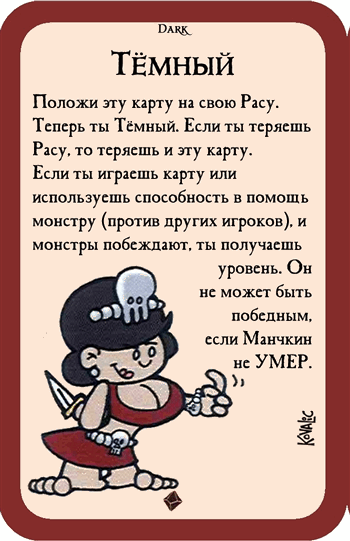 Dark
Тёмный
Положи эту карту на свою Расу.
Теперь ты Тёмный. Если ты теряешь
Расу, то теряешь и эту карту.
Если ты играешь карту или
используешь способность в помощь
монстру (против других игроков), и
монстры побеждают, ты получаешь
уровень. Он
не может быть
победным,
если Манчкин
не УМЕР.
Kovalic